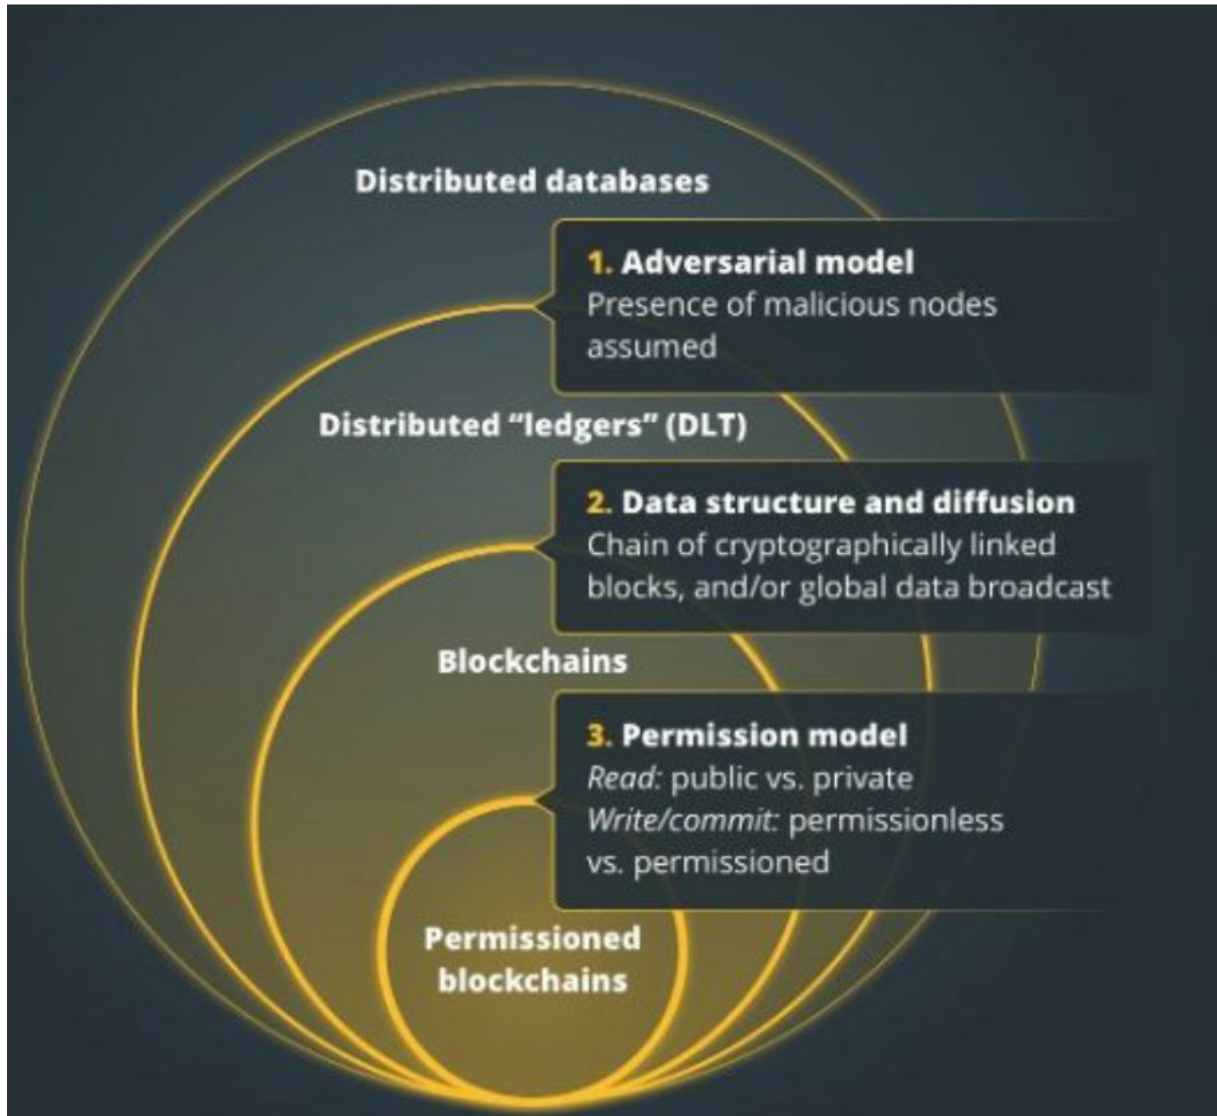 Distributed databases
1. Adversarial model
Presence of malicious nodes
assumed
Distributed “ledgers” (DLT)
2. Data structure and diffusion
Chain of cryptographically linked
blocks, and/or global data broadcast
Blockchains
3. Permission model
Read: public vs. private
Write/commit: permissionless
vs. permissioned
Permissioned
blockchains